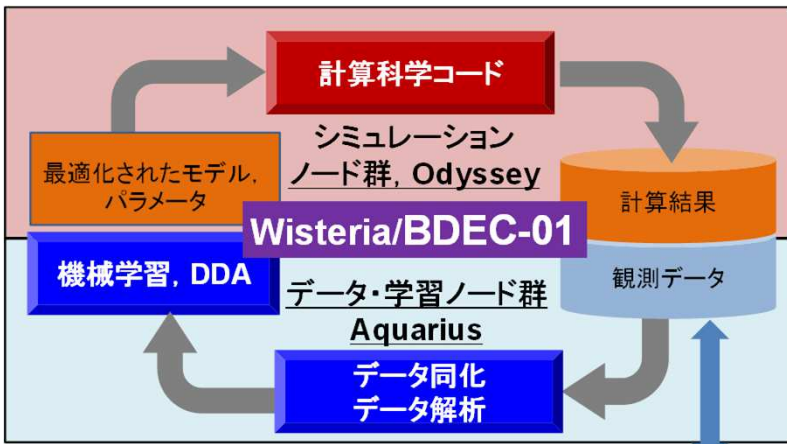 計算科学コード
シミュレーション
ノード群, Odyssey
最適化されたモデル,
パラメータ
計算結果
Wisteria/BDEC-01
機械学習, DDA
データ・学習ノード群
Aquarius
観測データ
データ同化
データ解析